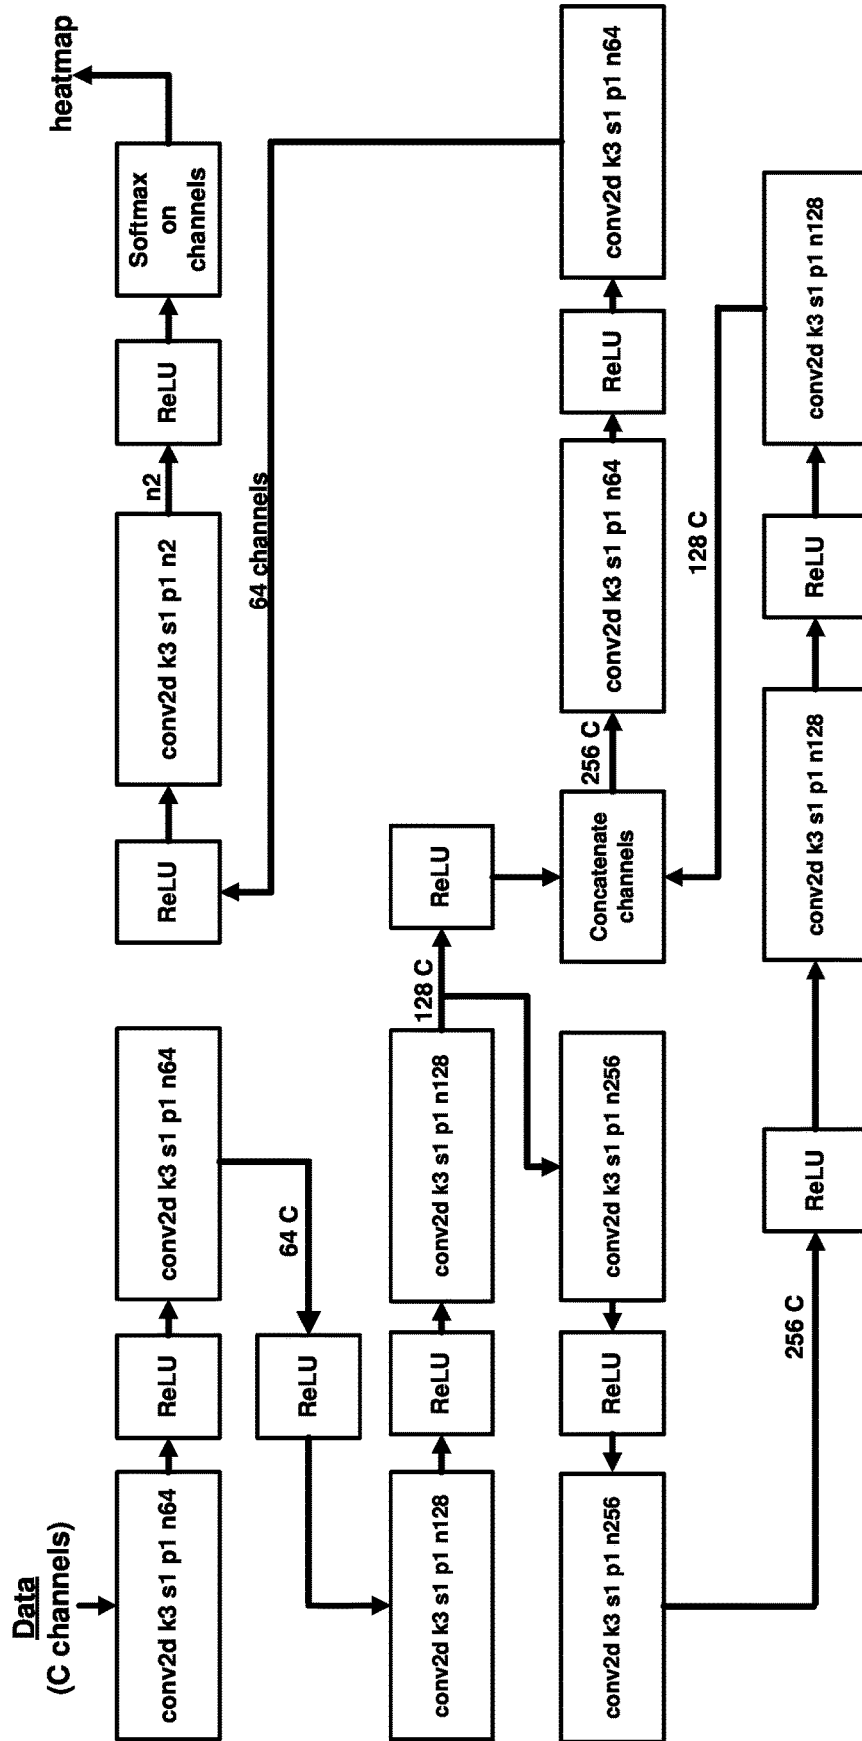 Data
(C channels)
conv2d k3 s1 p1 n64
ReLU
conv2d k3 s1 p1 n64
64 C
ReLU
conv2d k3 s1 p1 n128
ReLU
conv2d k3 s1 p1 n128
128 C
ReLU
conv2d k3 s1 p1 n256
ReLU
conv2d k3 s1 p1 n256
256 C
ReLU
conv2d k3 s1 p1 n128
ReLU
conv2d k3 s1 p1 n128
128 C
Concatenate
channels
256 C
conv2d k3 s1 p1 n64
ReLU
conv2d k3 s1 p1 n64
64 channels
ReLU
conv2d k3 s1 p1 n2
n2
ReLU
Softmax
on
channels
heatmap